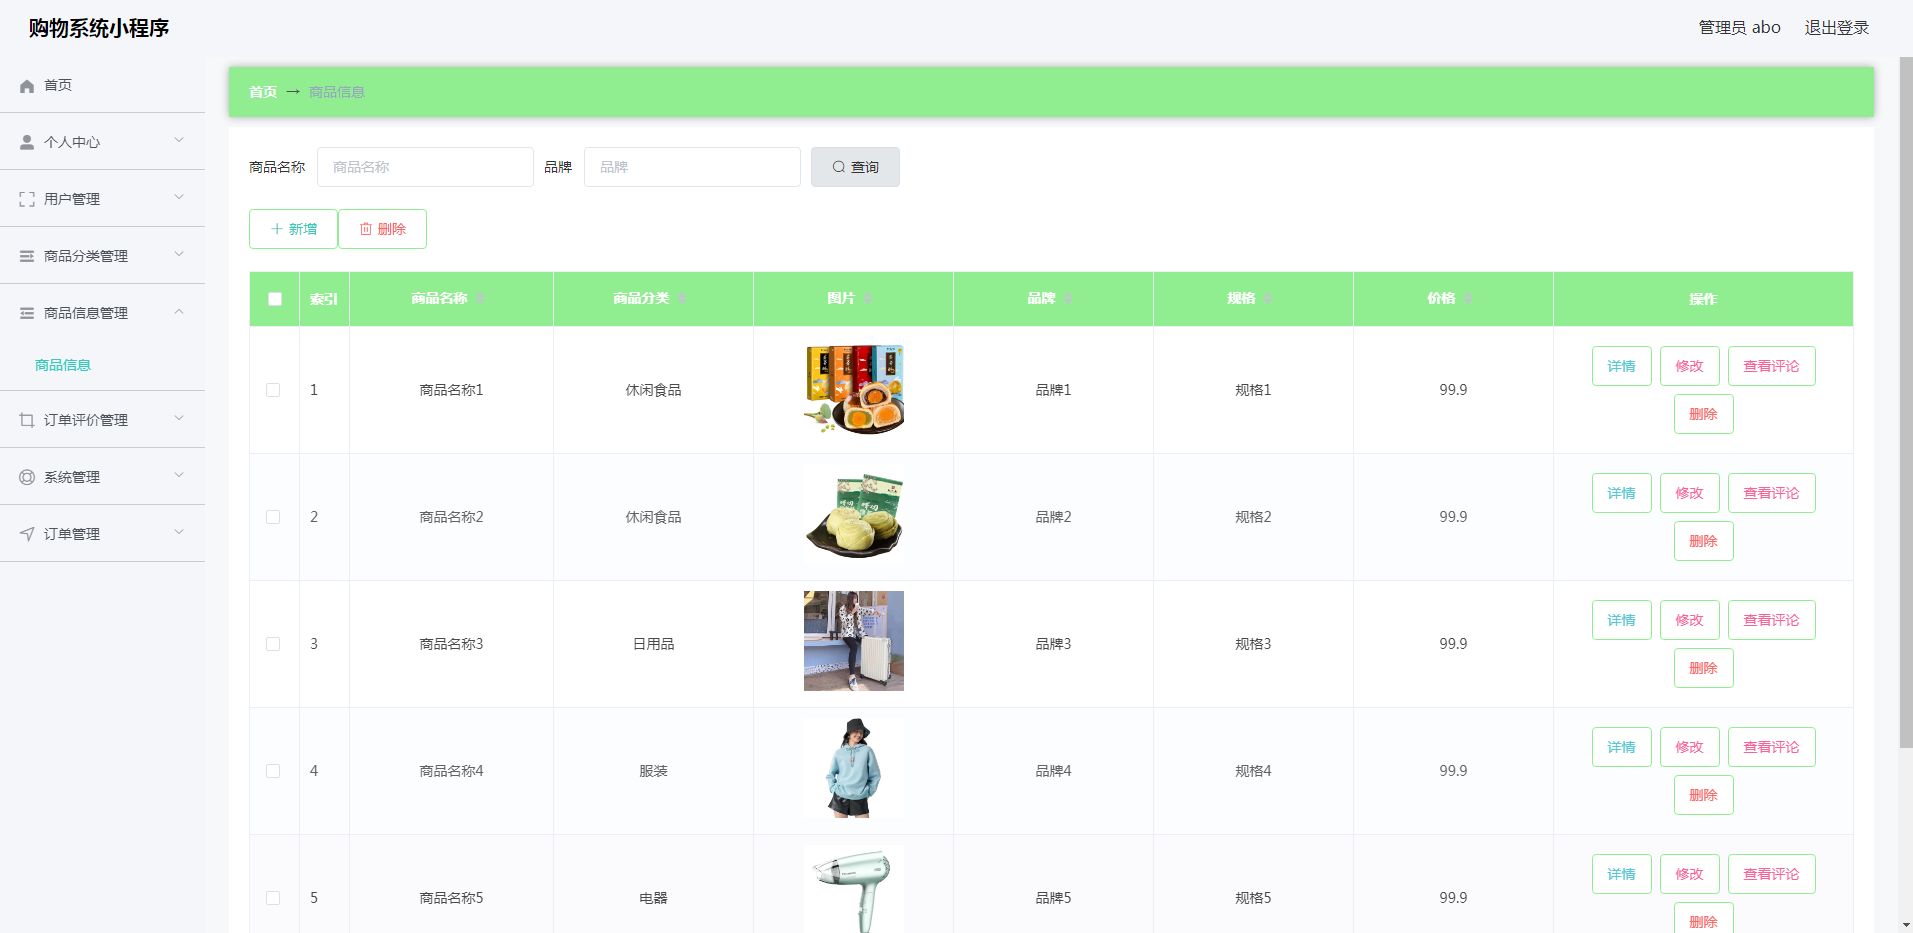 购物系统小程序
管理员 abo 退出登录
首页
个人中心
用户管理
商品分类管理
商品信息管理
商品信息
订单评价管理
系统管理
订单管理
首页 → 商品信息
商品名称 商品名称 品牌 品牌 查询
新增 删除
索引 商品名称 商品分类 图片 品牌 规格 价格 操作
1 商品名称1 休闲食品 品牌1 规格1 99.9 详情 修改 查看评论
删除
2 商品名称2 休闲食品 品牌2 规格2 99.9 详情 修改 查看评论
删除
3 商品名称3 日用品 品牌3 规格3 99.9 详情 修改 查看评论
删除
4 商品名称4 服装 品牌4 规格4 99.9 详情 修改 查看评论
删除
5 商品名称5 电器 品牌5 规格5 99.9 详情 修改 查看评论
删除